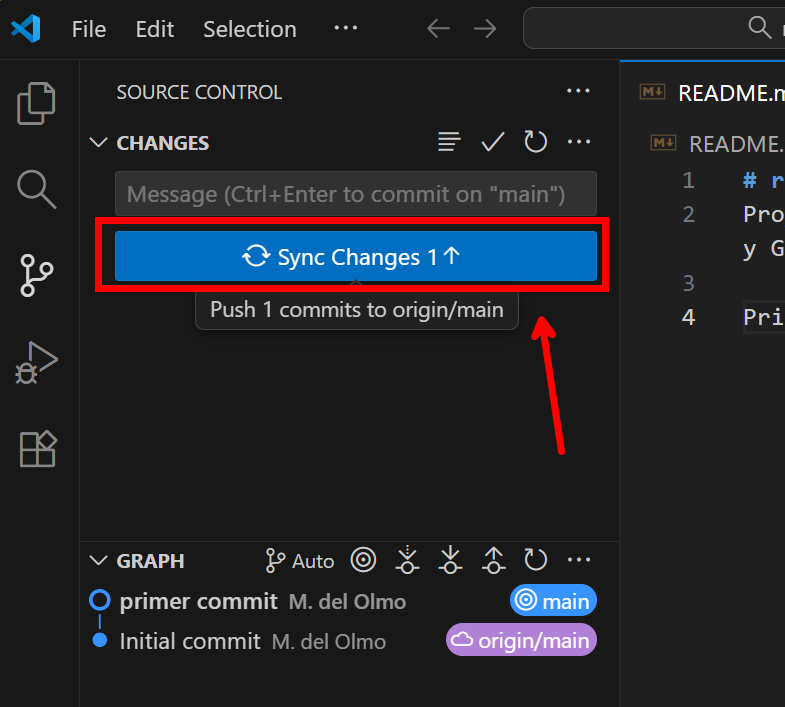 File Edit Selection ···
SOURCE CONTROL ···
CHANGES ···
Message (Ctrl+Enter to commit on "main")
Sync Changes 1↑
Push 1 commits to origin/main
GRAPH Auto ···
primer commit M. del Olmo main
Initial commit M. del Olmo origin/main
README.m
README.
1 # r
2 Pro
y G
3
4 Pri